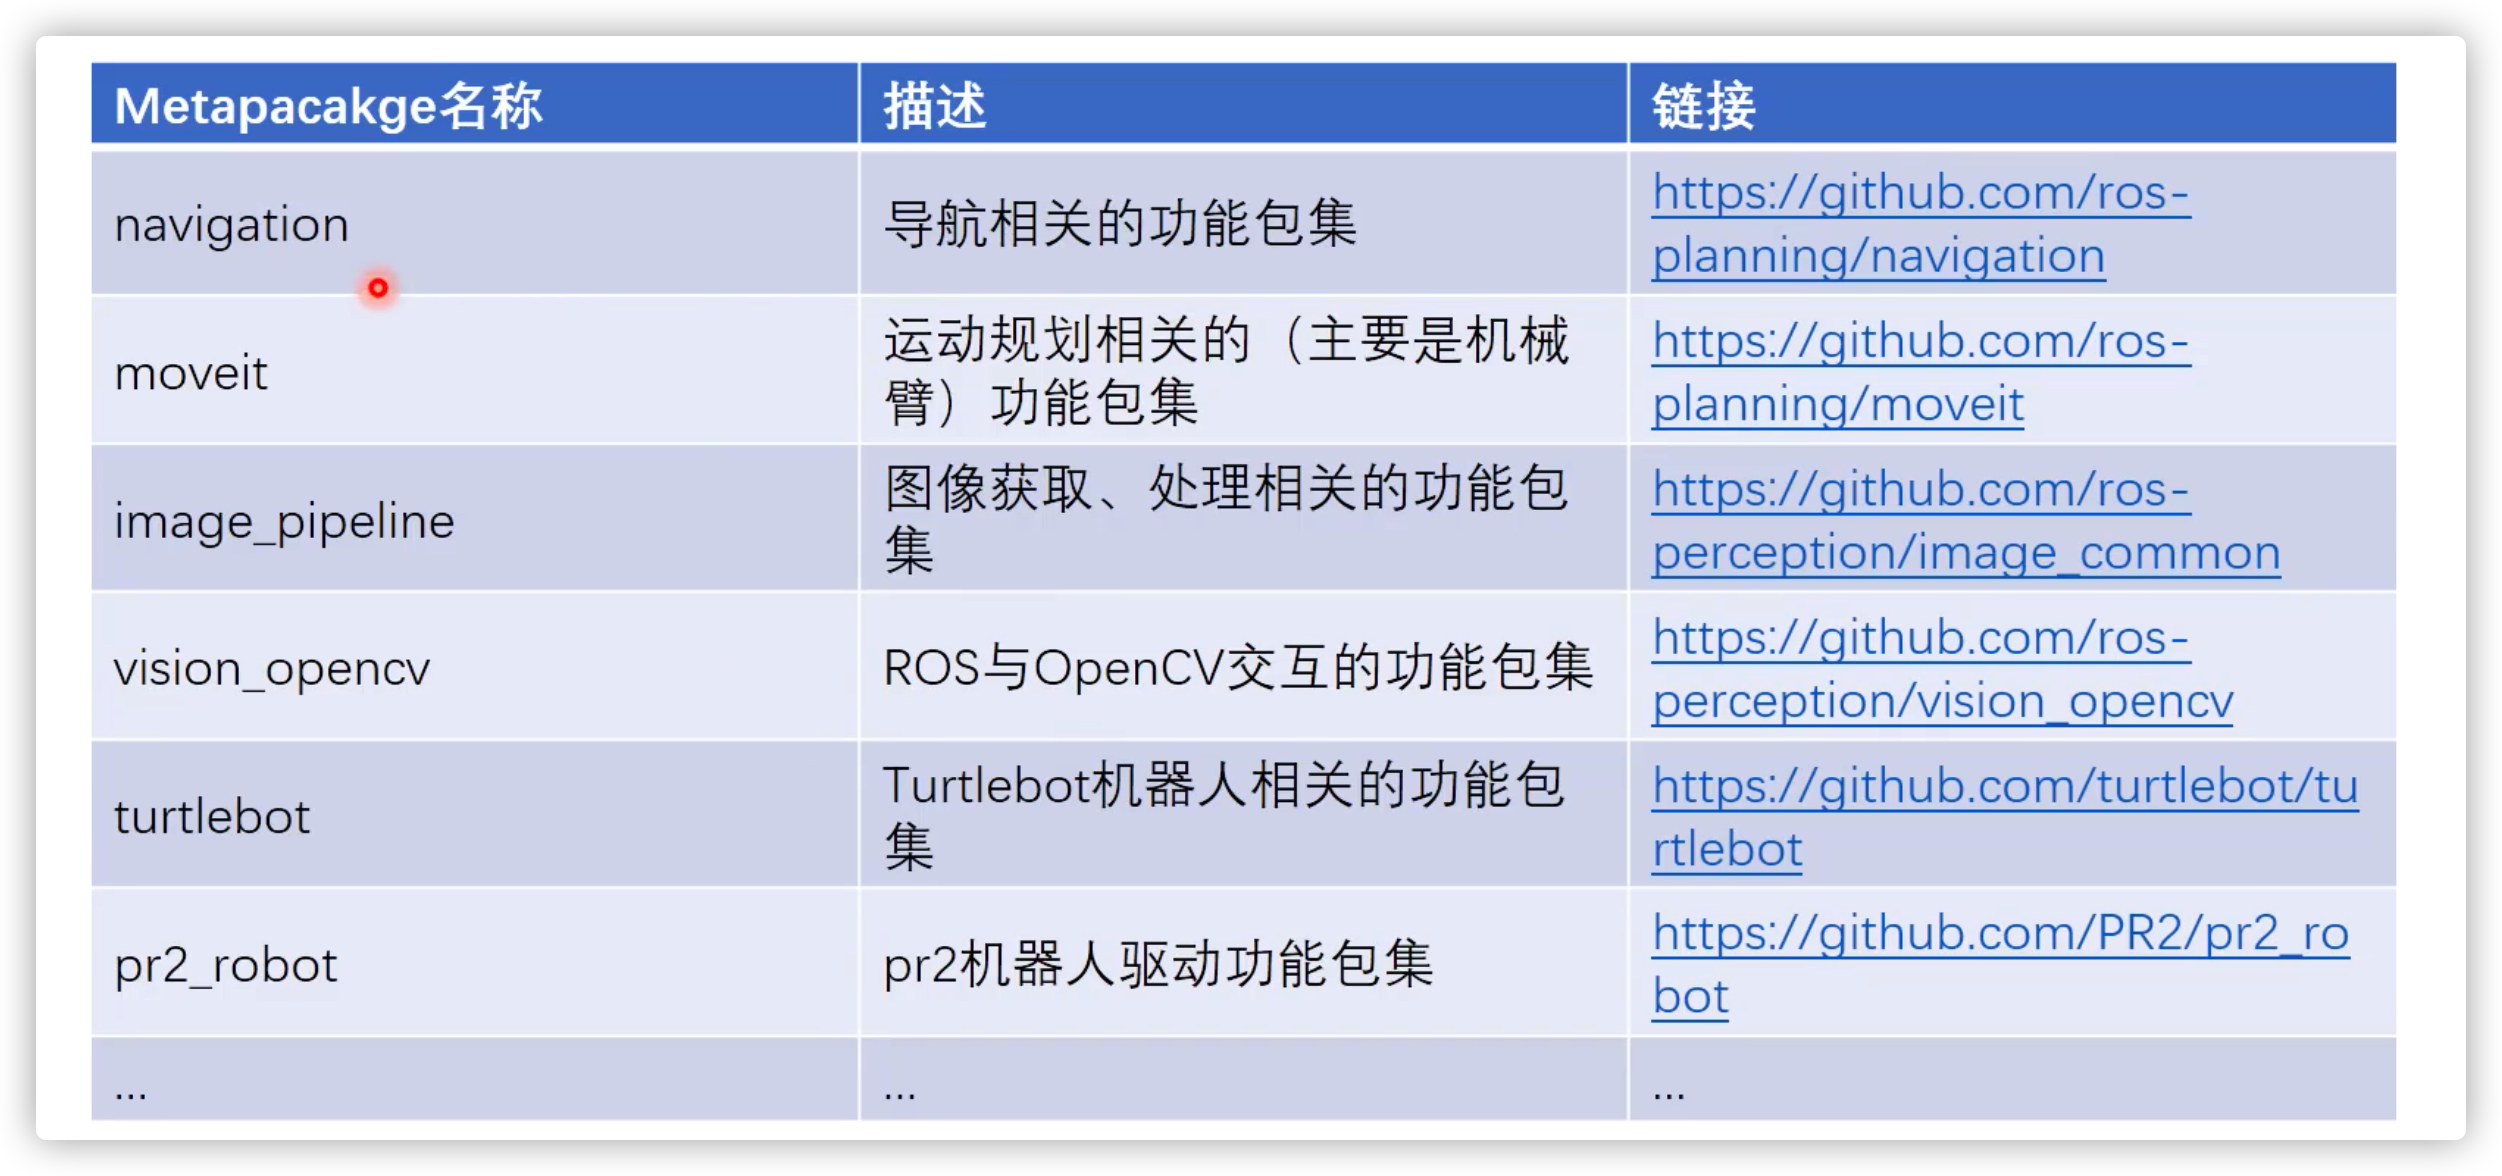 Metapacakge名称
描述
链接
navigation
导航相关的功能包集
https://github.com/ros-
planning/navigation
moveit
运动规划相关的（主要是机械
臂）功能包集
https://github.com/ros-
planning/moveit
image_pipeline
图像获取、处理相关的功能包
集
https://github.com/ros-
perception/image_common
vision_opencv
ROS与OpenCV交互的功能包集
https://github.com/ros-
perception/vision_opencv
turtlebot
Turtlebot机器人相关的功能包
集
https://github.com/turtlebot/tu
rtlebot
pr2_robot
pr2机器人驱动功能包集
https://github.com/PR2/pr2_ro
bot
...
...
...